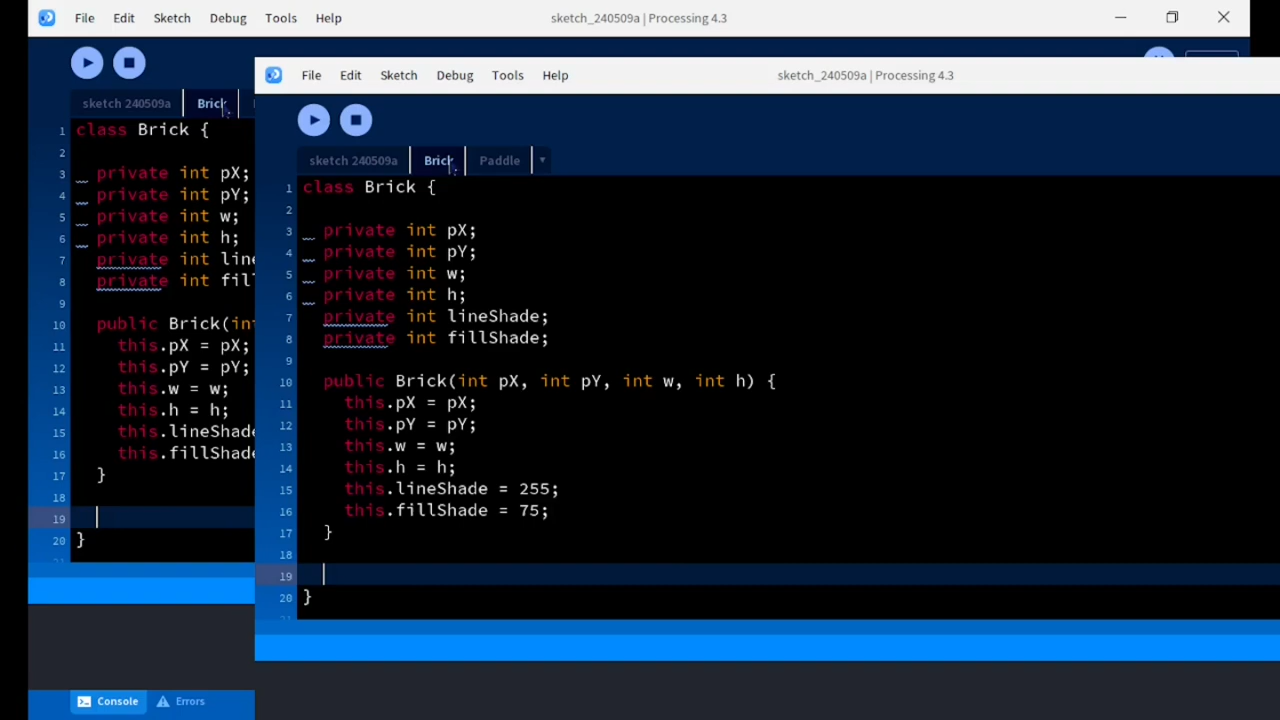 File Edit Sketch Debug Tools Help
sketch_240509a | Processing 4.3
sketch 240509a Brick
1 class Brick {
2
3 private int pX;
4 private int pY;
5 private int w;
6 private int h;
7 private int line
8 private int fil
9
10 public Brick(int
11 this.pX = pX;
12 this.pY = pY;
13 this.w = w;
14 this.h = h;
15 this.lineShade
16 this.fillShade
17 }
18
19
20 }
Console Errors
File Edit Sketch Debug Tools Help
sketch_240509a | Processing 4.3
sketch 240509a Brick Paddle
1 class Brick {
2
3 private int pX;
4 private int pY;
5 private int w;
6 private int h;
7 private int lineShade;
8 private int fillShade;
9
10 public Brick(int pX, int pY, int w, int h) {
11 this.pX = pX;
12 this.pY = pY;
13 this.w = w;
14 this.h = h;
15 this.lineShade = 255;
16 this.fillShade = 75;
17 }
18
19
20 }